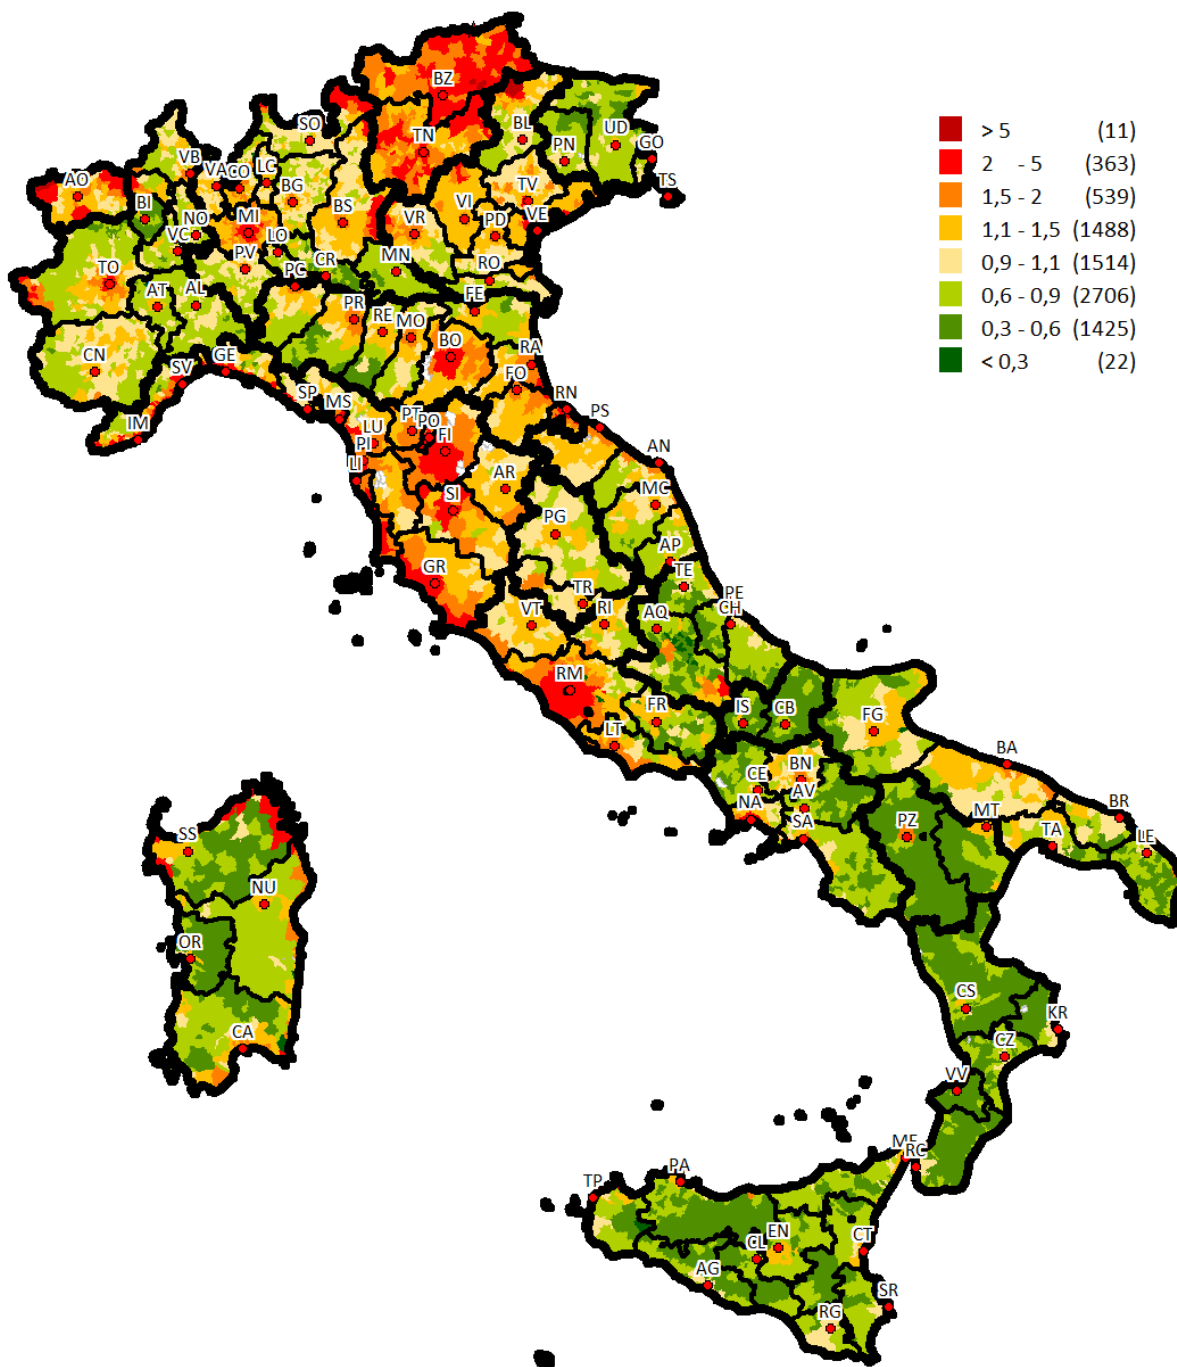 BZ
SO
TN
BL
UD
PN
GO
VB
VA
CO
LC
TS
AO
BG
TV
BI
BS
VI
NO
MI
VR
PD
VE
VC
LO
TO
PV
CR
MN
RO
PC
AT
AL
FE
PR
RE
MO
BO
RA
CN
SV
GE
FO
SP
MS
RN
PS
IM
LU
PT
PO
PI
FI
LI
AN
AR
SI
MC
PG
AP
GR
TE
TR
PE
VT
RI
AQ
CH
RM
FR
IS
CB
FG
LT
BA
CE
BN
NA
AV
BR
SA
PZ
MT
TA
LE
SS
NU
OR
CS
CA
KR
CZ
VV
ME
RC
TP
PA
EN
CT
CL
AG
SR
RG
> 5 (11)
2 - 5 (363)
1,5 - 2 (539)
1,1 - 1,5 (1488)
0,9 - 1,1 (1514)
0,6 - 0,9 (2706)
0,3 - 0,6 (1425)
< 0,3 (22)